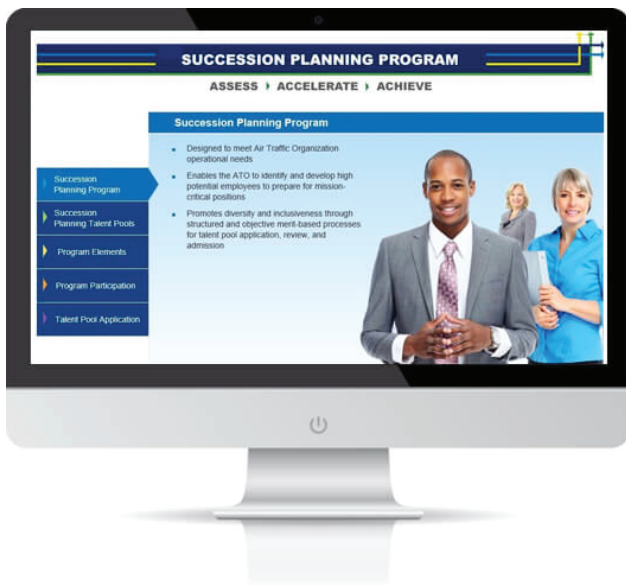 SUCCESSION PLANNING PROGRAM
ASSESS ASSELERATE ACHIEVE
Succession Planning Program
Designed to meet Air Traffic Organization
operational needs
Enables the ATO to identify and develop high
potential employees to prepare for mission-
critical positions
Promotes diversity and inclusiveness through
structured and objective merit-based processes
for talent pool application, review, and
admission
Succession
Planning Program
Succession
Planning Talent Pools
Program Elements
Program Participation
Talent Pool Application